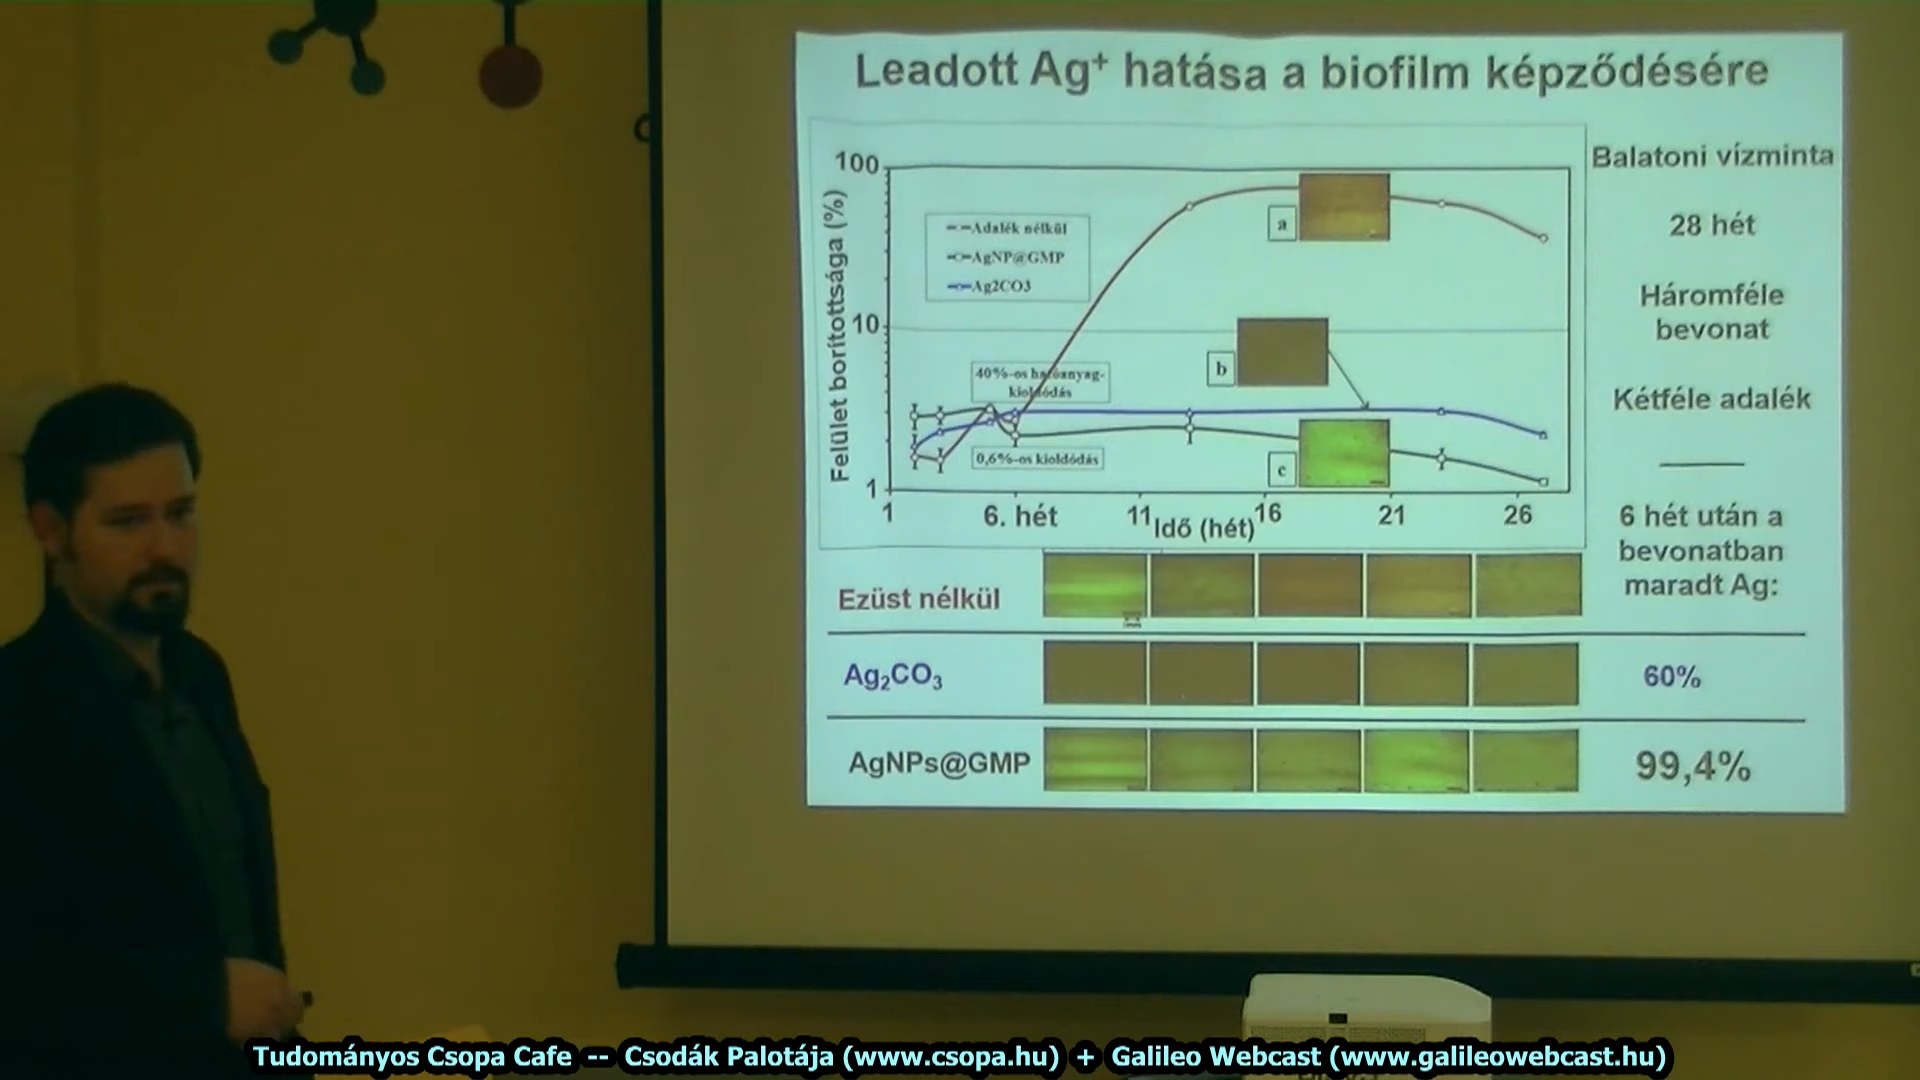 Leadott Ag⁺ hatása a biofilm képződésére
Felület borítottsága (%)
100
10
1
Adalék nélkül
AgNP@GMP
Ag2CO3
40%-os hatóanyag-
kioldódás
0,6%-os kioldódás
a
b
c
1
6. hét
11
16
21
26
Idő (hét)
Balatoni vízminta
28 hét
Háromféle
bevonat
Kétféle adalék
6 hét után a
bevonatban
maradt Ag:
Ezüst nélkül
Ag₂CO₃
60%
AgNPs@GMP
99,4%
Tudományos Csopa Cafe -- Csodák Palotája (www.csopa.hu) + Galileo Webcast (www.galileowebcast.hu)